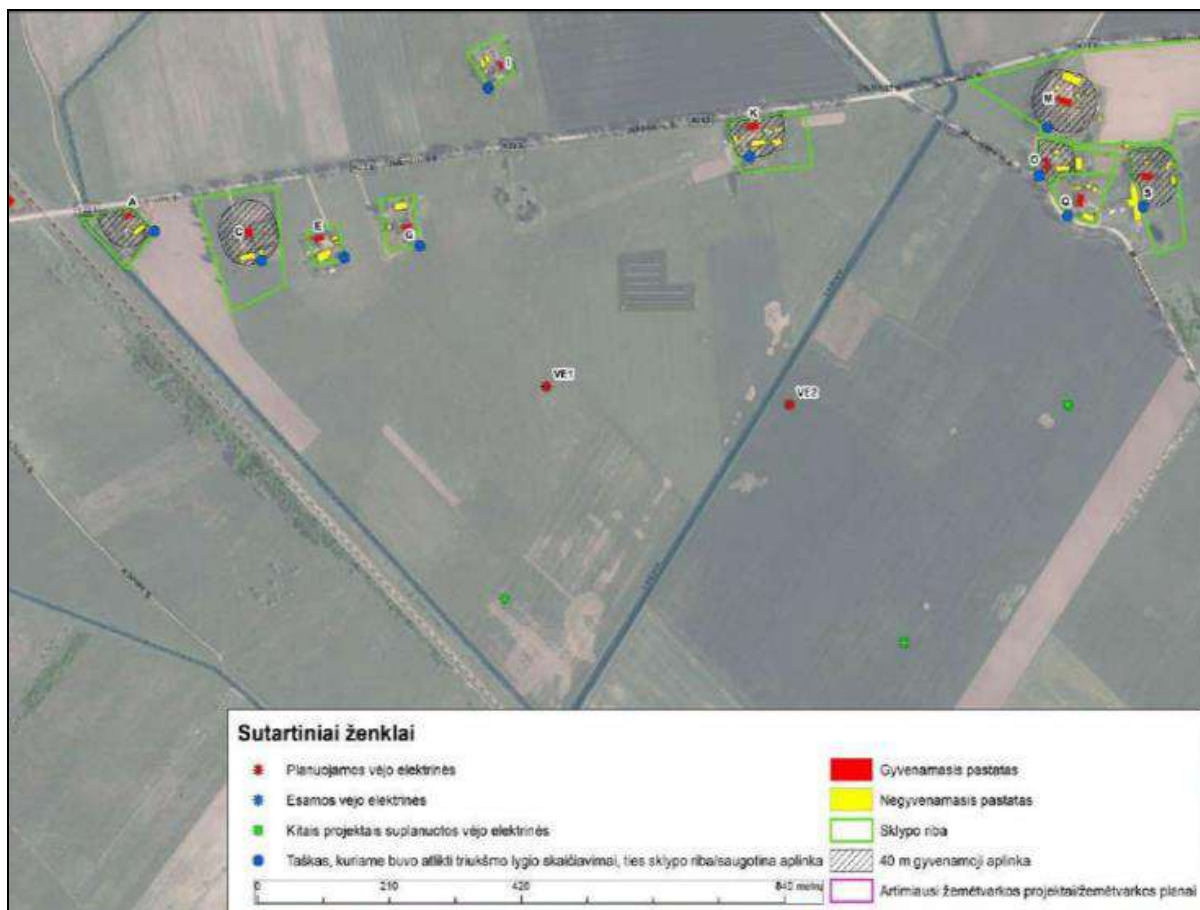 I
M
K
O
A
S
Q
C
E
G
VE1
VE2
Sutartiniai ženklai
Planuojamos vėjo elektrinės
Esamos vėjo elektrinės
Kitais projektais suplanuotos vėjo elektrinės
Taškas, kuriame buvo atlikti triukšmo lygio skaičiavimai, ties sklypo riba/saugotina aplinka
0 210 420 840 metrų
Gyvenamasis pastatas
Negyvenamasis pastatas
Sklypo riba
40 m gyvenamoji aplinka
Artimiausi žemėtvarkos projektai/žemėtvarkos planai